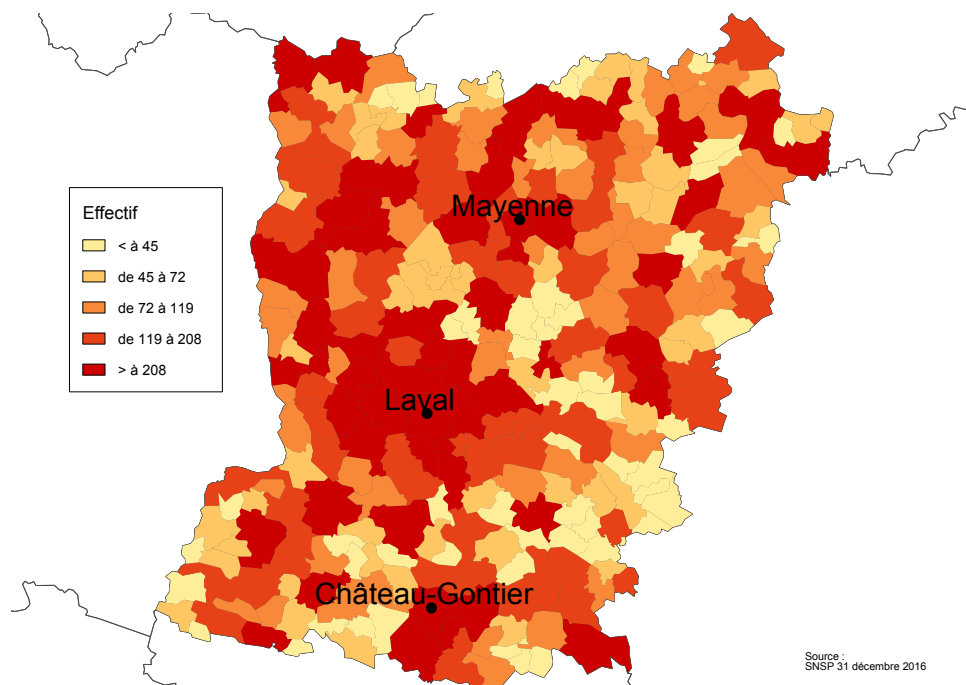 Mayenne
Effectif
< à 45
de 45 à 72
de 72 à 119
de 119 à 208
> à 208
Laval
Château-Gontier
Source :
SNSP 31 décembre 2016